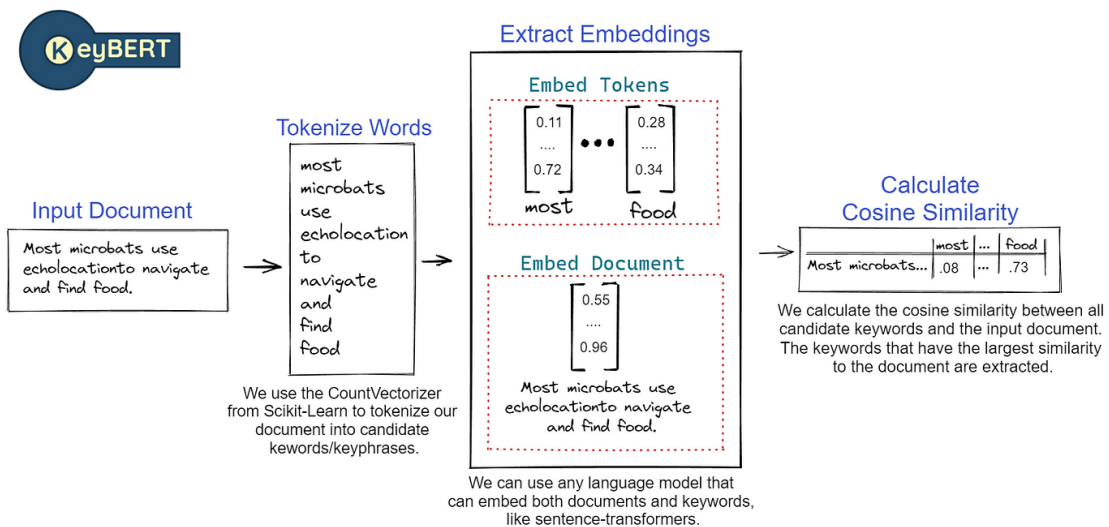 KeyBERT
Input Document
Most microbats use
echolocationto navigate
and find food.
Tokenize Words
most
microbats
use
echolocation
to
navigate
and
find
food
We use the CountVectorizer
from Scikit-Learn to tokenize our
document into candidate
kewords/keyphrases.
Extract Embeddings
Embed Tokens
0.11 0.28
.... ....
0.72 0.34
most food
Embed Document
0.55
....
0.96
Most microbats use
echolocationto navigate
and find food.
We can use any language model that
can embed both documents and keywords,
like sentence-transformers.
Calculate
Cosine Similarity
most ... food
Most microbats... .08 ... .73
We calculate the cosine similarity between all
candidate keywords and the input document.
The keywords that have the largest similarity
to the document are extracted.